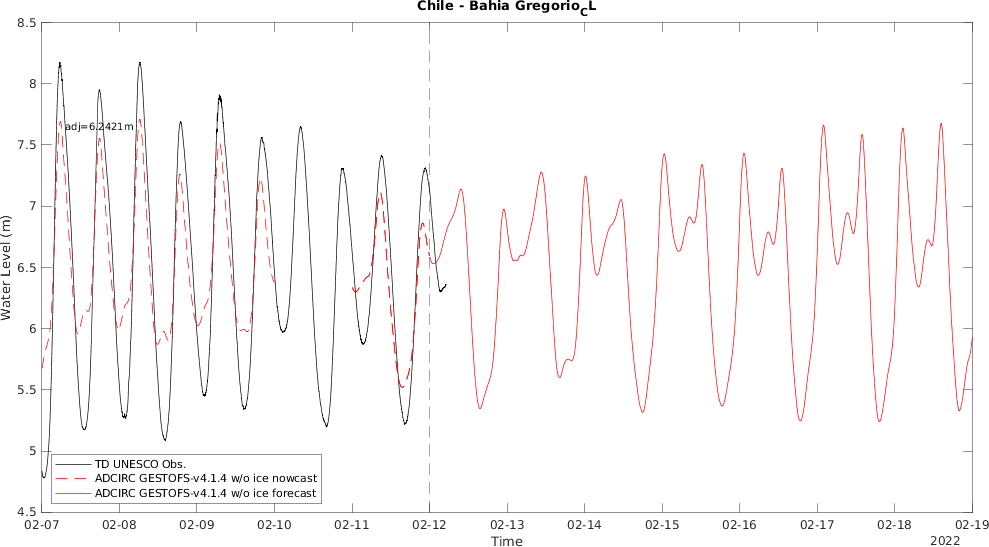 Chile - Bahia Gregorio_CL
8.5
8
7.5
7
6.5
6
5.5
5
4.5
Water Level (m)
adj=6.2421m
TD UNESCO Obs.
ADCIRC GESTOFS-v4.1.4 w/o ice nowcast
ADCIRC GESTOFS-v4.1.4 w/o ice forecast
02-07 02-08 02-09 02-10 02-11 02-12 02-13 02-14 02-15 02-16 02-17 02-18 02-19
Time
2022